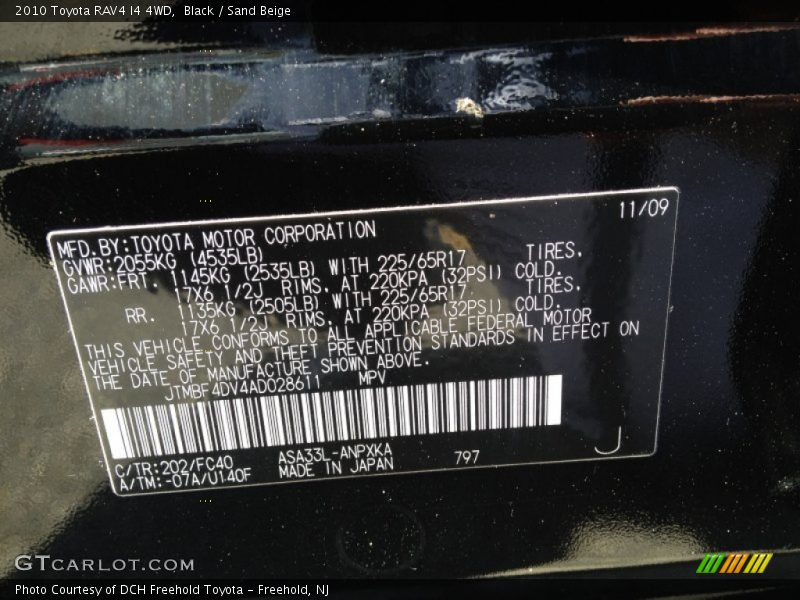 2010 Toyota RAV4 I4 4WD, Black / Sand Beige
11/09
MFD.BY:TOYOTA MOTOR CORPORATION
GVWR:2055KG (4535LB)
GAWR:FRT. 1145KG (2535LB) WITH 225/65R17 TIRES,
17X6 1/2J RIMS, AT 220KPA (32PSI) COLD.
RR. 1135KG (2505LB) WITH 225/65R17 TIRES,
17X6 1/2J RIMS, AT 220KPA (32PSI) COLD.
THIS VEHICLE CONFORMS TO ALL APPLICABLE FEDERAL MOTOR
VEHICLE SAFETY AND THEFT PREVENTION STANDARDS IN EFFECT ON
THE DATE OF MANUFACTURE SHOWN ABOVE.
JTMBF4DV4AD028611 MPV
C/TR:202/FC40 ASA33L-ANPXKA 797
A/TM:-07A/U140F MADE IN JAPAN
J
GTCARLOT.COM
Photo Courtesy of DCH Freehold Toyota - Freehold, NJ